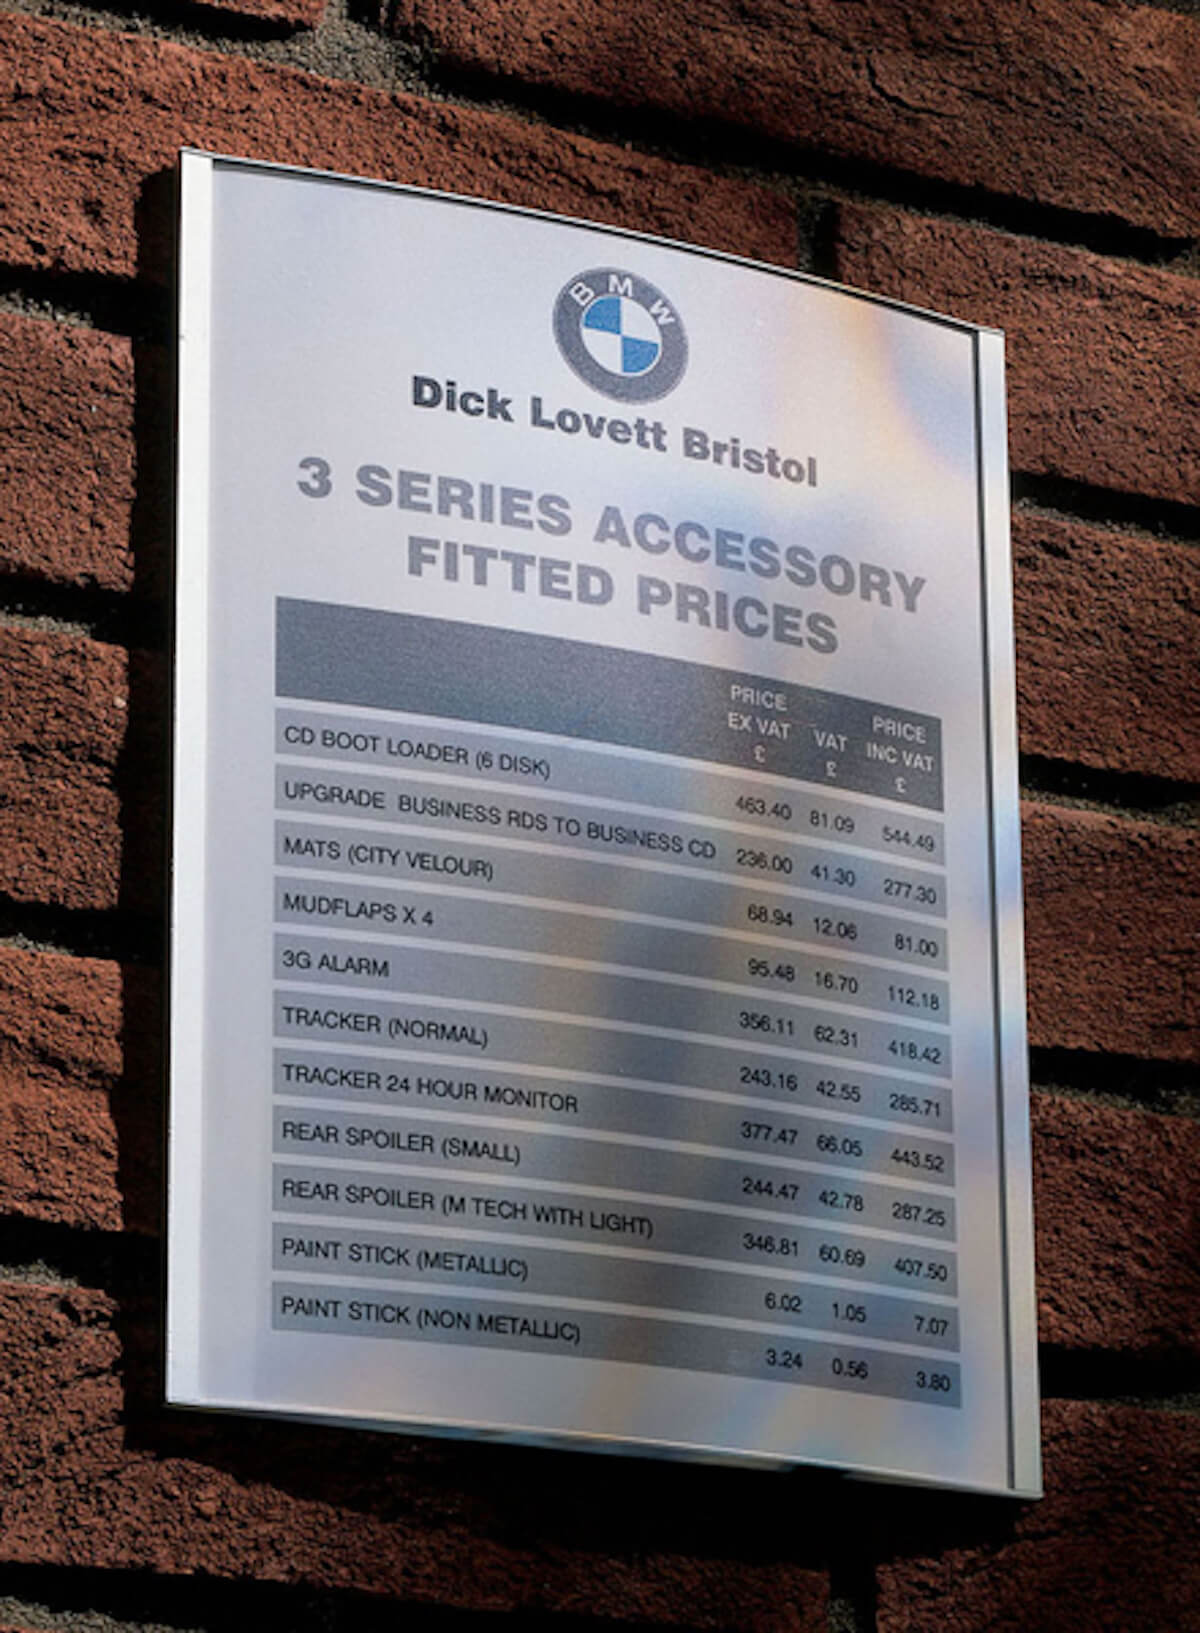 BMW
Dick Lovett Bristol
3 SERIES ACCESSORY
FITTED PRICES
PRICE EX VAT £ VAT £ PRICE INC VAT £
CD BOOT LOADER (6 DISK) 463.40 81.09 544.49
UPGRADE BUSINESS RDS TO BUSINESS CD 236.00 41.30 277.30
MATS (CITY VELOUR) 68.94 12.06 81.00
MUDFLAPS X 4 95.48 16.70 112.18
3G ALARM 356.11 62.31 418.42
TRACKER (NORMAL) 243.16 42.55 285.71
TRACKER 24 HOUR MONITOR 377.47 66.05 443.52
REAR SPOILER (SMALL) 244.47 42.78 287.25
REAR SPOILER (M TECH WITH LIGHT) 346.81 60.69 407.50
PAINT STICK (METALLIC) 6.02 1.05 7.07
PAINT STICK (NON METALLIC) 3.24 0.56 3.80